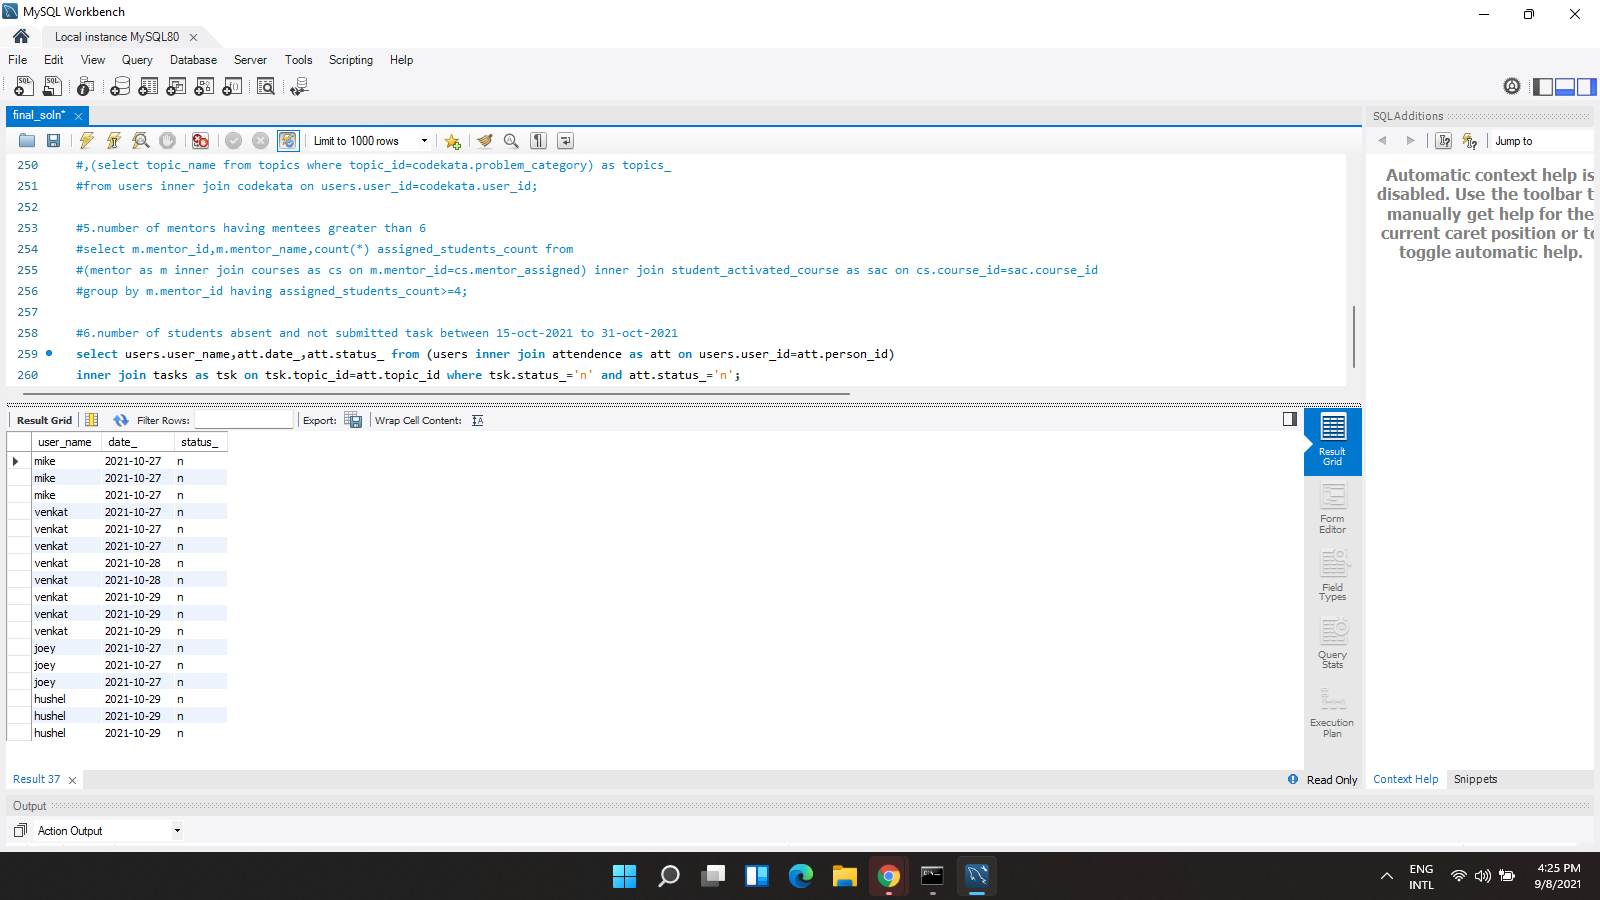 MySQL Workbench
Local instance MySQL80
File Edit View Query Database Server Tools Scripting Help
final_soln*
SQLAdditions
Limit to 1000 rows
Jump to
250 #,(select topic_name from topics where topic_id=codekata.problem_category) as topics_
251 #from users inner join codekata on users.user_id=codekata.user_id;
252
253 #5.number of mentors having mentees greater than 6
254 #select m.mentor_id,m.mentor_name,count(*) assigned_students_count from
255 #(mentor as m inner join courses as cs on m.mentor_id=cs.mentor_assigned) inner join student_activated_course as sac on cs.course_id=sac.course_id
256 #group by m.mentor_id having assigned_students_count>=4;
257
258 #6.number of students absent and not submitted task between 15-oct-2021 to 31-oct-2021
259 select users.user_name,att.date_,att.status_ from (users inner join attendence as att on users.user_id=att.person_id)
260 inner join tasks as tsk on tsk.topic_id=att.topic_id where tsk.status_='n' and att.status_='n';
Automatic context help is
disabled. Use the toolbar t
manually get help for the
current caret position or to
toggle automatic help.
Result Grid Filter Rows: Export: Wrap Cell Content:
user_name date_ status_
mike 2021-10-27 n
mike 2021-10-27 n
mike 2021-10-27 n
venkat 2021-10-27 n
venkat 2021-10-27 n
venkat 2021-10-27 n
venkat 2021-10-28 n
venkat 2021-10-28 n
venkat 2021-10-29 n
venkat 2021-10-29 n
venkat 2021-10-29 n
joey 2021-10-27 n
joey 2021-10-27 n
joey 2021-10-27 n
hushel 2021-10-29 n
hushel 2021-10-29 n
hushel 2021-10-29 n
Result
Grid
Form
Editor
Field
Types
Query
Stats
Execution
Plan
Result 37
Read Only
Context Help Snippets
Output
Action Output
ENG
INTL
4:25 PM
9/8/2021